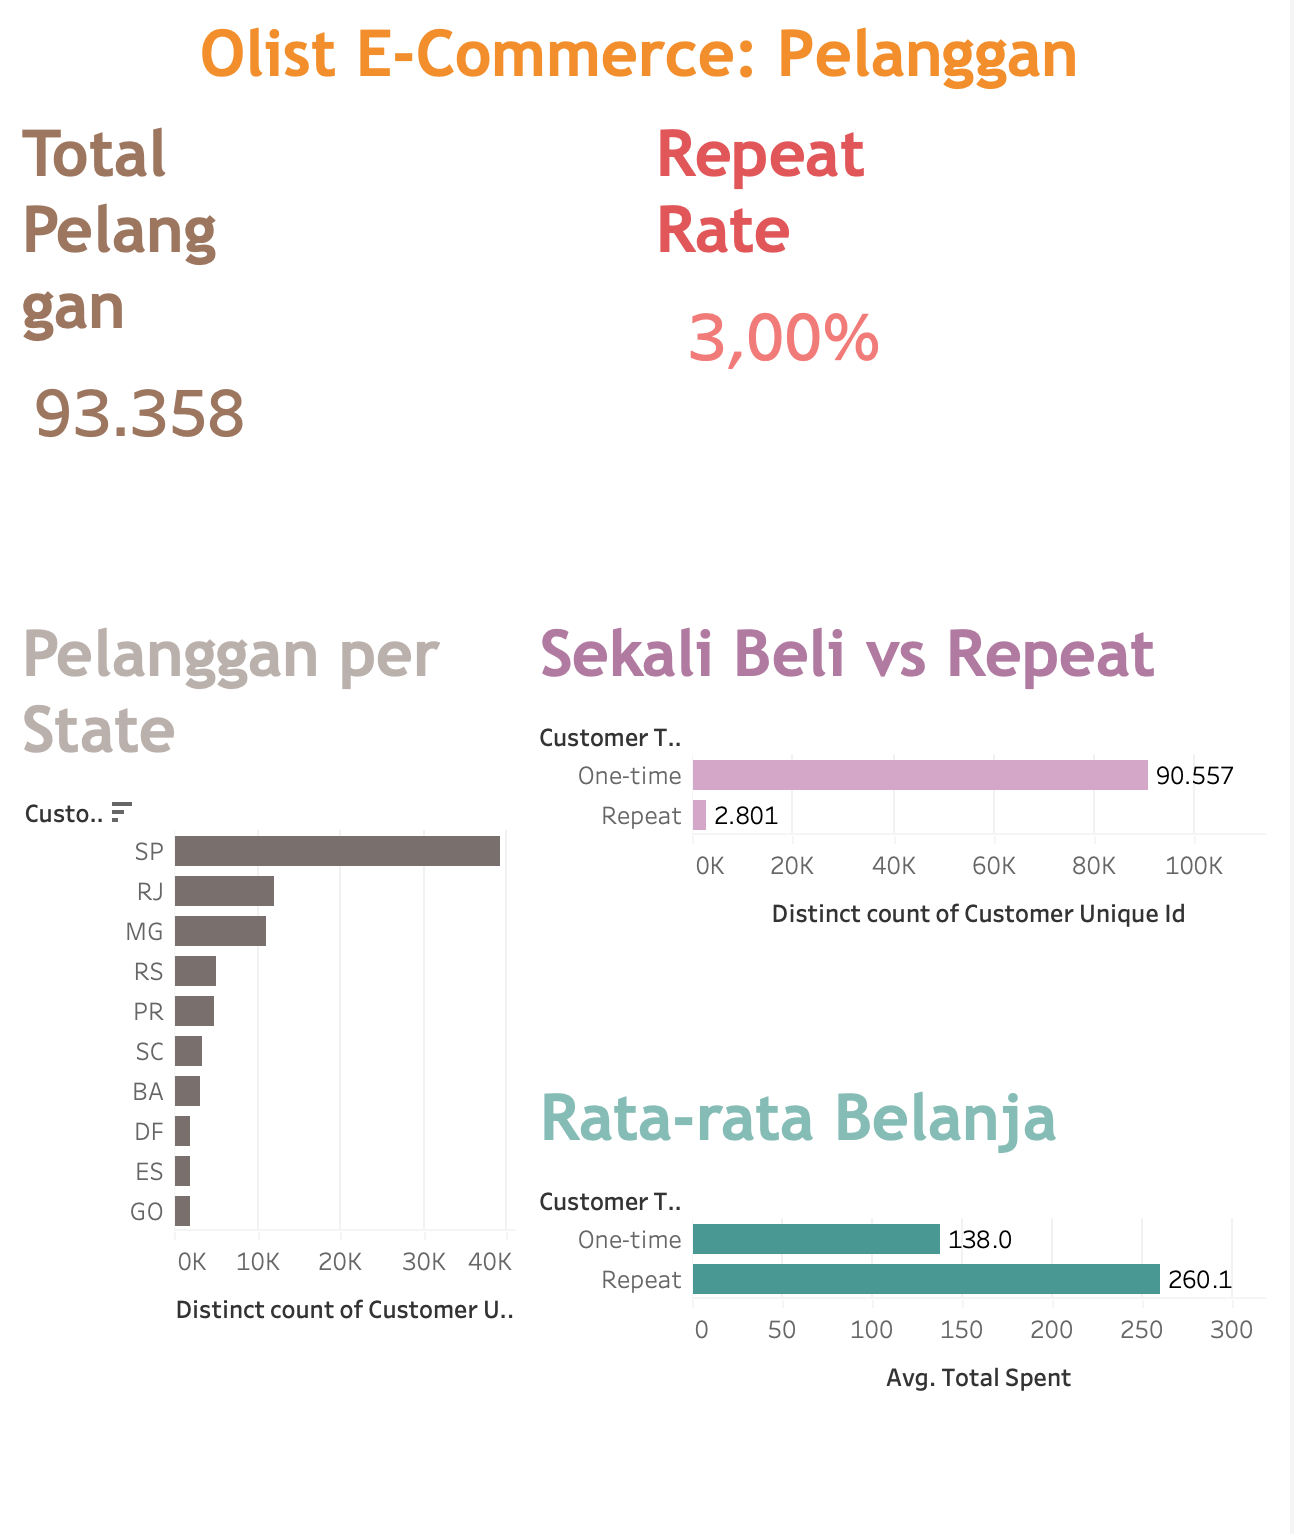 Olist E-Commerce: Pelanggan
Total
Pelang
gan
93.358
Repeat
Rate
3,00%
Pelanggan per
State
Custo..
SP
RJ
MG
RS
PR
SC
BA
DF
ES
GO
0K 10K 20K 30K 40K
Distinct count of Customer U..
Sekali Beli vs Repeat
Customer T..
One-time 90.557
Repeat 2.801
0K 20K 40K 60K 80K 100K
Distinct count of Customer Unique Id
Rata-rata Belanja
Customer T..
One-time 138.0
Repeat 260.1
0 50 100 150 200 250 300
Avg. Total Spent